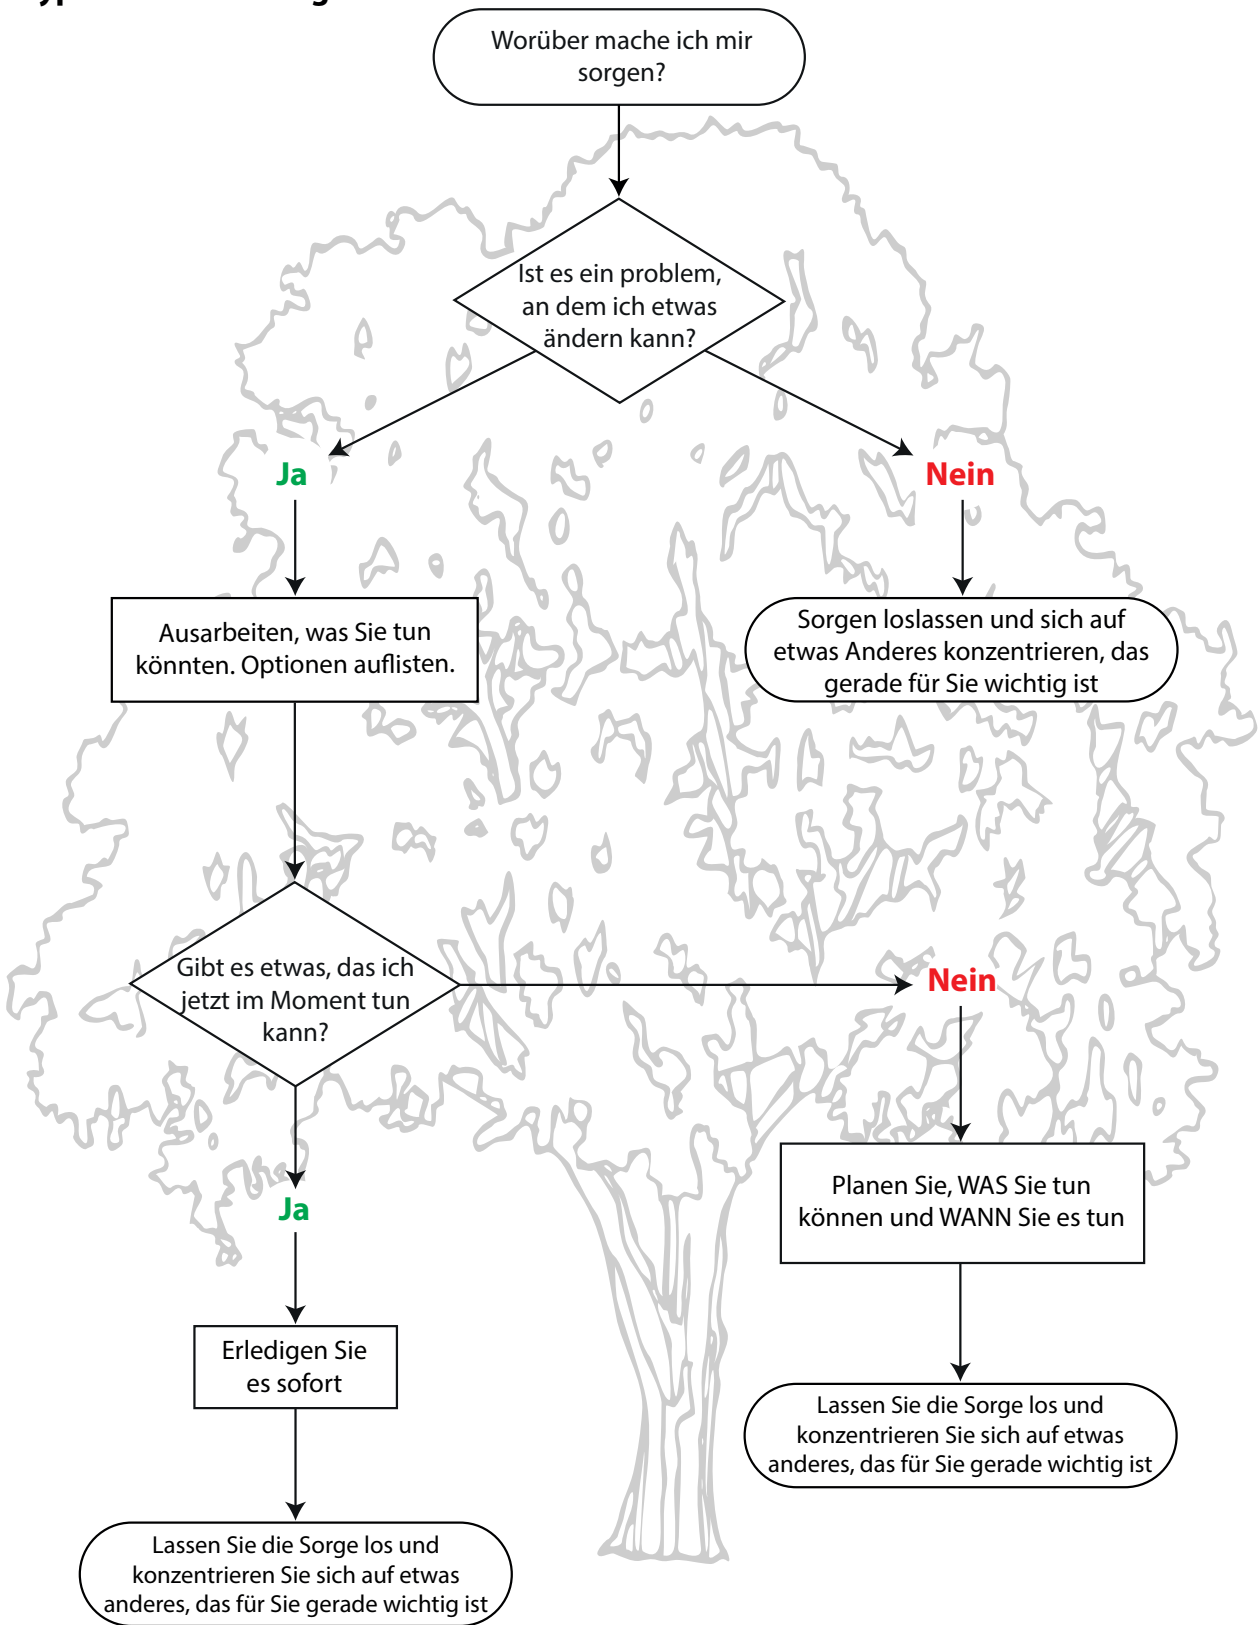 Worüber mache ich mir
sorgen?
Ist es ein problem,
an dem ich etwas
ändern kann?
Ja
Nein
Ausarbeiten, was Sie tun
könnten. Optionen auflisten.
Sorgen loslassen und sich auf
etwas Anderes konzentrieren, das
gerade für Sie wichtig ist
Gibt es etwas, das ich
jetzt im Moment tun
kann?
Nein
Ja
Planen Sie, WAS Sie tun
können und WANN Sie es tun
Erledigen Sie
es sofort
Lassen Sie die Sorge los und
konzentrieren Sie sich auf etwas
anderes, das für Sie gerade wichtig ist
Lassen Sie die Sorge los und
konzentrieren Sie sich auf etwas
anderes, das für Sie gerade wichtig ist